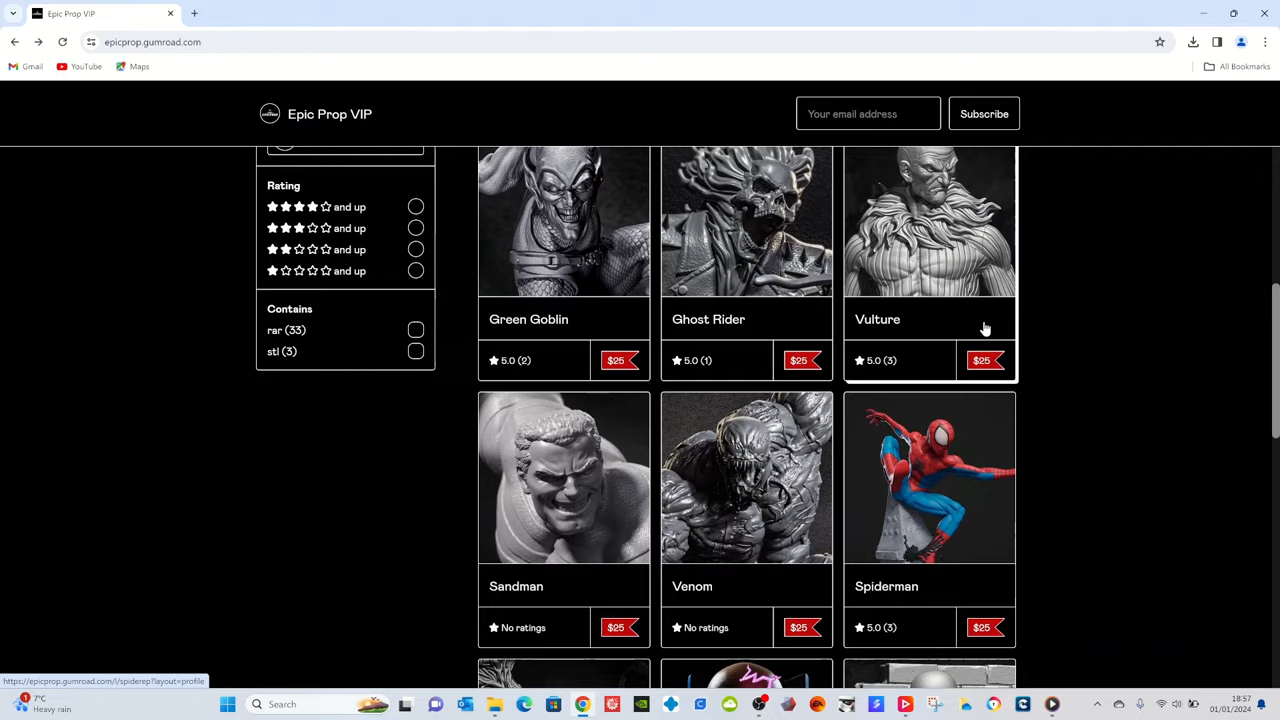 Epic Prop VIP
epicprop.gumroad.com
Gmail
YouTube
Maps
All Bookmarks
Epic Prop VIP
Your email address
Subscribe
Rating
and up
and up
and up
and up
Contains
rar (33)
stl (3)
Green Goblin
Ghost Rider
Vulture
5.0 (2)
$25
5.0 (1)
$25
5.0 (3)
$25
Sandman
Venom
Spiderman
No ratings
$25
No ratings
$25
5.0 (3)
$25
https://epicprop.gumroad.com/l/spiderep?layout=profile
1
7°C
Heavy rain
Search
18:57
01/01/2024